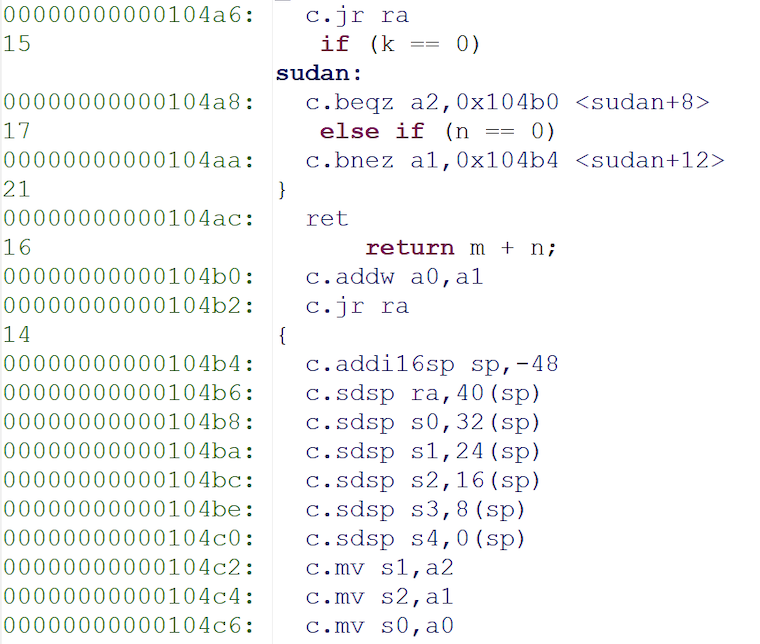 00000000000104a6: c.jr ra
15 if (k == 0)
sudan:
00000000000104a8: c.beqz a2,0x104b0 <sudan+8>
17 else if (n == 0)
00000000000104aa: c.bnez a1,0x104b4 <sudan+12>
21 }
00000000000104ac: ret
16 return m + n;
00000000000104b0: c.addw a0,a1
00000000000104b2: c.jr ra
14 {
00000000000104b4: c.addi16sp sp,-48
00000000000104b6: c.sdsp ra,40(sp)
00000000000104b8: c.sdsp s0,32(sp)
00000000000104ba: c.sdsp s1,24(sp)
00000000000104bc: c.sdsp s2,16(sp)
00000000000104be: c.sdsp s3,8(sp)
00000000000104c0: c.sdsp s4,0(sp)
00000000000104c2: c.mv s1,a2
00000000000104c4: c.mv s2,a1
00000000000104c6: c.mv s0,a0